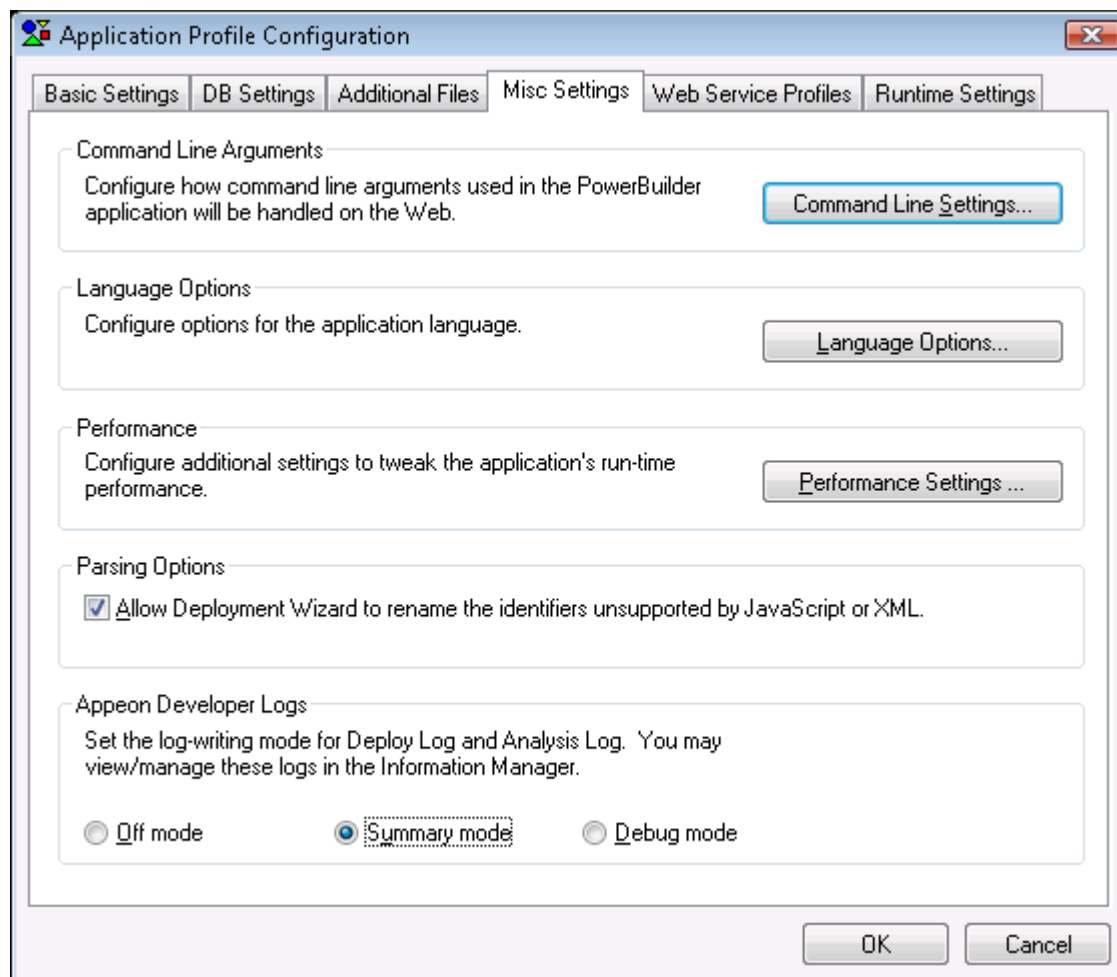 Application Profile Configuration
Basic Settings DB Settings Additional Files Misc Settings Web Service Profiles Runtime Settings
Command Line Arguments
Configure how command line arguments used in the PowerBuilder
application will be handled on the Web.
Command Line Settings...
Language Options
Configure options for the application language.
Language Options...
Performance
Configure additional settings to tweak the application's run-time
performance.
Performance Settings ...
Parsing Options
Allow Deployment Wizard to rename the identifiers unsupported by JavaScript or XML.
Appeon Developer Logs
Set the log-writing mode for Deploy Log and Analysis Log.  You may
view/manage these logs in the Information Manager.
Off mode Summary mode Debug mode
OK Cancel